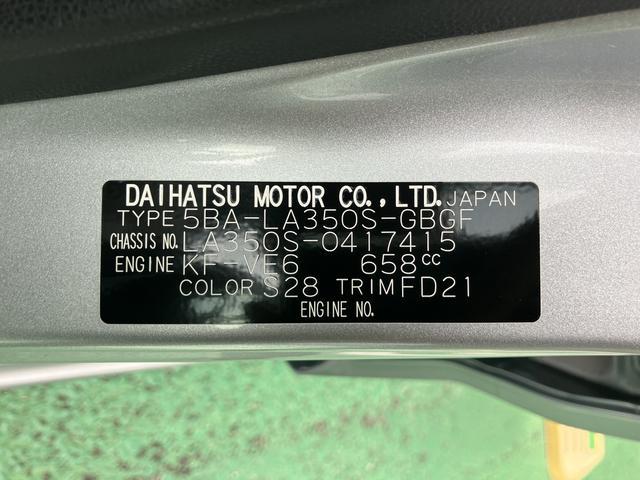 DAIHATSU MOTOR CO.,LTD.JAPAN
TYPE 5BA-LA350S-GBGF
CHASSIS NO. LA350S-0417415
ENGINE KF-VE6 658cc
COLOR S28 TRIM FD21
ENGINE NO.